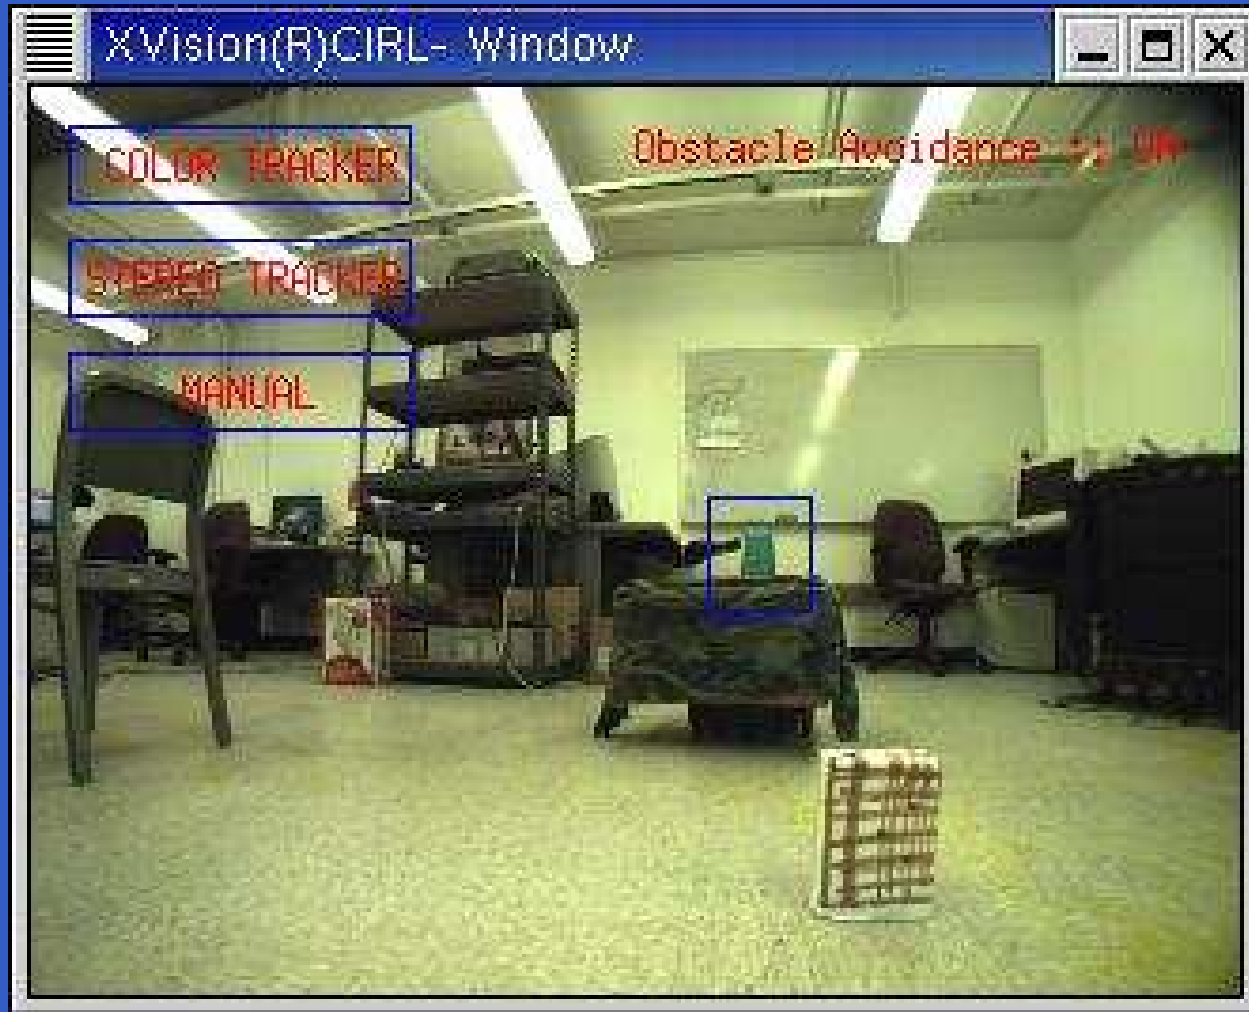 XVision(R)CIRL- Window
COLOR TRACKER
Obstacle Avoidance
STEREO TRACKER
MANUAL